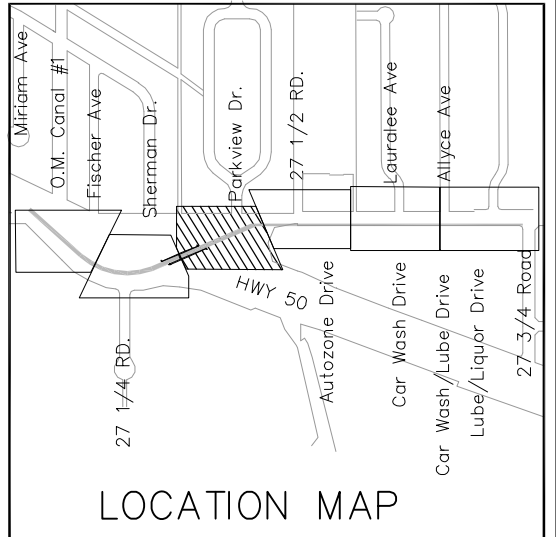 Miriam Ave
O.M. Canal #1
Fischer Ave
Sherman Dr.
Parkview Dr.
27 1/2 RD.
Lauralee Ave
Allyce Ave
HWY 50
27 1/4 RD.
Autozone Drive
Car Wash Drive
Car Wash/Lube Drive
Lube/Liquor Drive
27 3/4 Road
LOCATION MAP